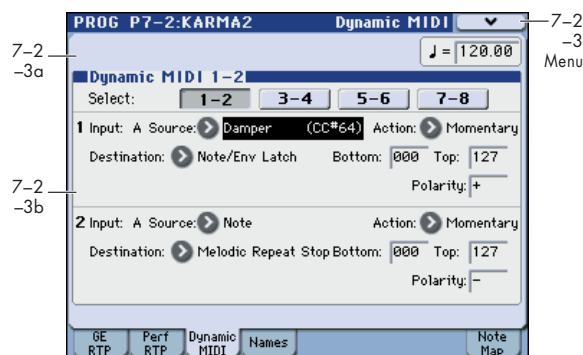 PROG P7-2:KARMA2 Dynamic MIDI
7-2
-3
Menu
7-2
-3a
♩= 120.00
Dynamic MIDI 1-2
Select: 1-2 3-4 5-6 7-8
1 Input: A Source: Damper (CC#64) Action: Momentary
Destination: Note/Env Latch Bottom: 000 Top: 127
Polarity: +
7-2
-3b
2 Input: A Source: Note Action: Momentary
Destination: Melodic Repeat Stop Bottom: 000 Top: 127
Polarity: -
GE RTP Perf RTP Dynamic MIDI Names Note Map